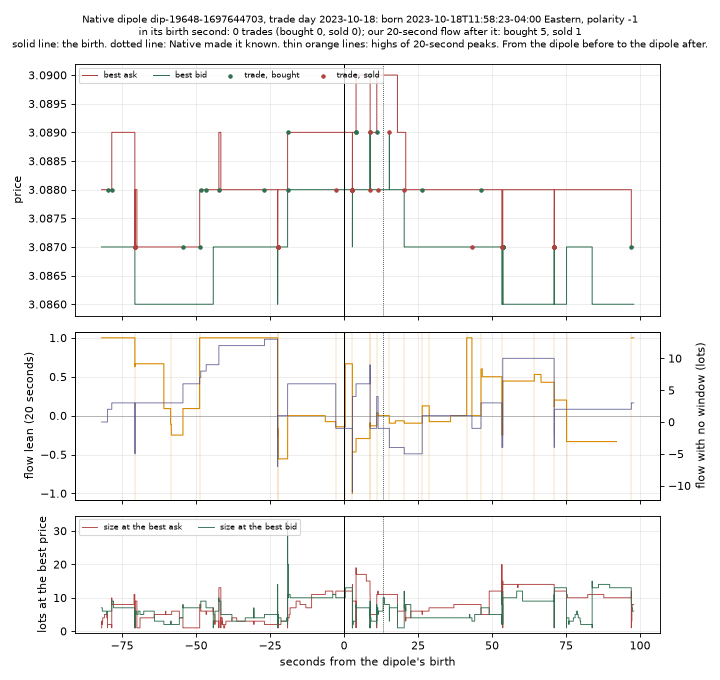 Native dipole dip-19648-1697644703, trade day 2023-10-18: born 2023-10-18T11:58:23-04:00 Eastern, polarity -1
in its birth second: 0 trades (bought 0, sold 0); our 20-second flow after it: bought 5, sold 1
solid line: the birth. dotted line: Native made it known. thin orange lines: highs of 20-second peaks. From the dipole before to the dipole after.
best ask
best bid
trade, bought
trade, sold
3.0900
3.0895
3.0890
3.0885
3.0880
3.0875
3.0870
3.0865
3.0860
price
1.0
0.5
0.0
−0.5
−1.0
flow lean (20 seconds)
10
5
0
−5
−10
flow with no window (lots)
size at the best ask
size at the best bid
30
20
10
0
lots at the best price
−75
−50
−25
0
25
50
75
100
seconds from the dipole's birth